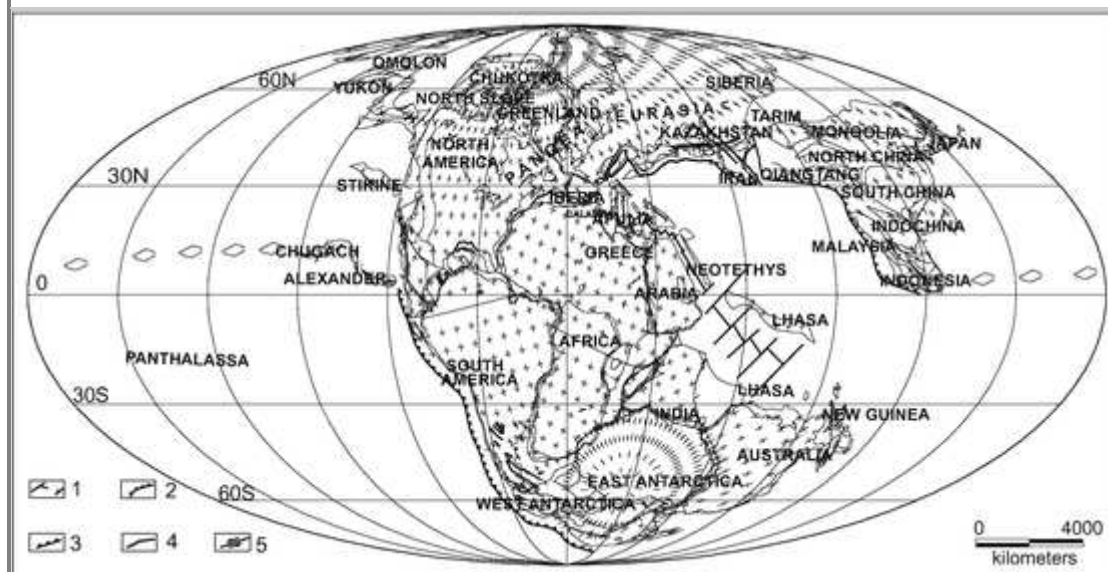 OMOLON
60N
CHUKOTKA
SIBERIA
YUKON
NORTH SLOPE
GREENLAND
EURASIA
TARIM
KAZAKHSTAN
MONGOLIA
JAPAN
NORTH
AMERICA
PANGEA
NORTH CHINA
30N
STIKINE
IRAN
QIANGTANG
IBERIA
SOUTH CHINA
APULIA
INDOCHINA
CHUGACH
GREECE
MALAYSIA
ALEXANDER
NEOTETHYS
INDONESIA
0
ARABIA
LHASA
AFRICA
PANTHALASSA
SOUTH
AMERICA
LHASA
30S
INDIA
NEW GUINEA
AUSTRALIA
EAST ANTARCTICA
60S
WEST ANTARCTICA
1
2
3
4
5
0 4000
kilometers